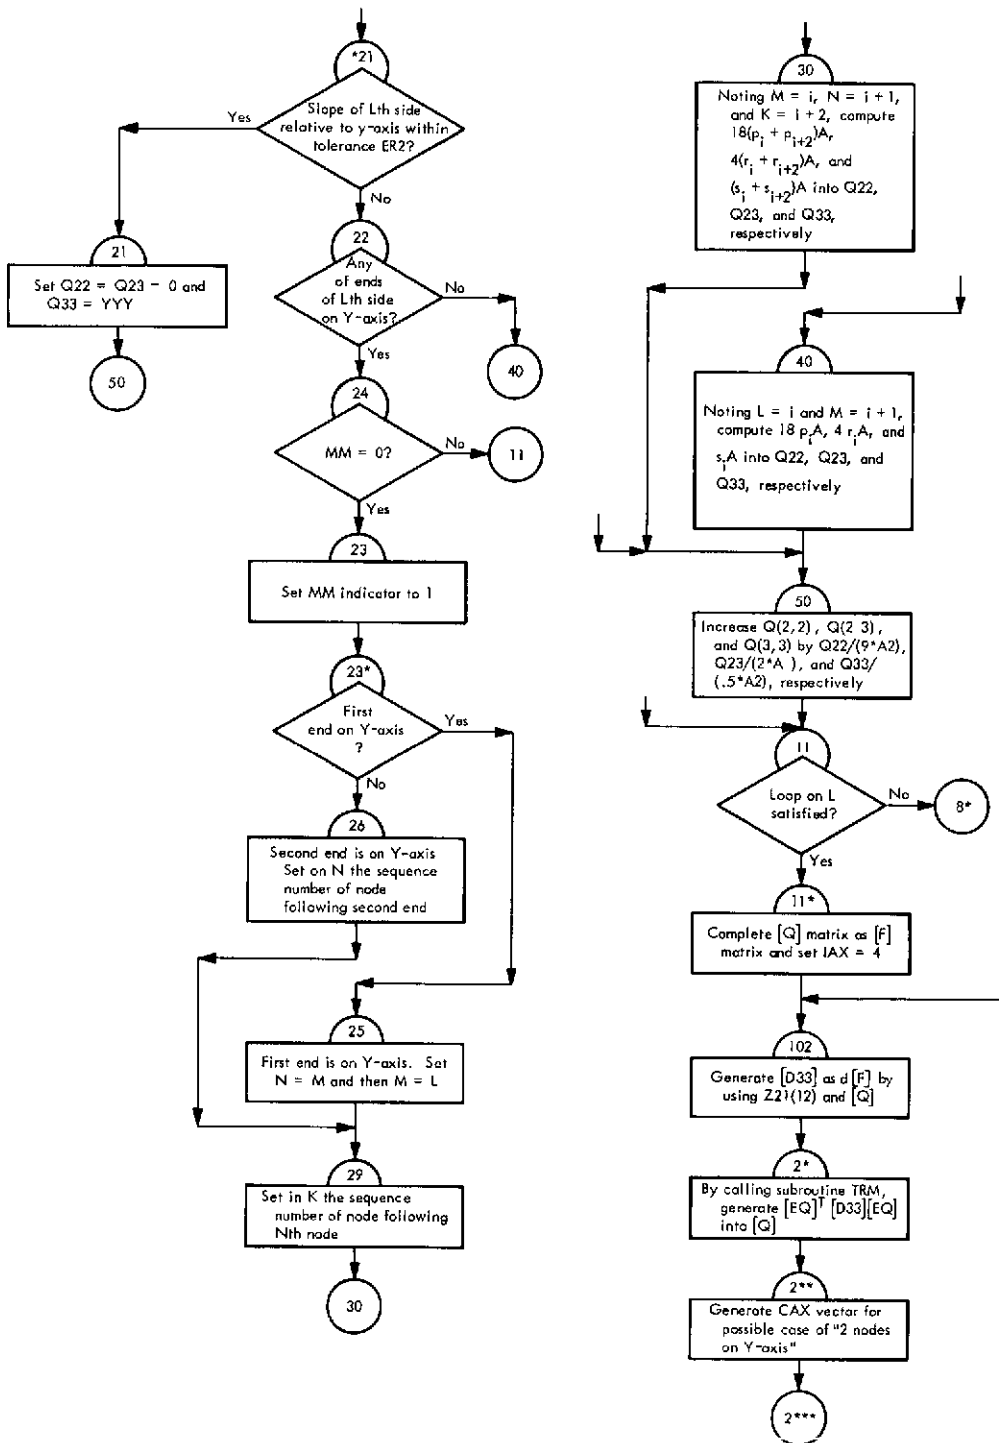 *21
Slope of Lth side
relative to y-axis within
tolerance ER2?
Yes
No
21
Set Q22 = Q23 = 0 and
Q33 = YYY
50
22
Any
of ends
of Lth side
on Y-axis?
No
40
Yes
24
MM = 0?
No
11
Yes
23
Set MM indicator to 1
23*
First
end on Y-axis
?
Yes
No
26
Second end is on Y-axis
Set on N the sequence
number of node
following second end
25
First end is on Y-axis. Set
N = M and then M = L
29
Set in K the sequence
number of node following
Nth node
30
30
Noting M = i, N = i + 1,
and K = i + 2, compute
18(p_i + p_{i+2})A,
4(r_i + r_{i+2})A, and
(s_i + s_{i+2})A into Q22,
Q23, and Q33,
respectively
40
Noting L = i and M = i + 1,
compute 18 p_iA, 4 r_iA, and
s_iA into Q22, Q23, and
Q33, respectively
50
Increase Q(2,2), Q(2 3),
and Q(3,3) by Q22/(9*A2),
Q23/(2*A ), and Q33/
(.5*A2), respectively
11
Loop on L
satisfied?
No
8*
Yes
11*
Complete [Q] matrix as [F]
matrix and set IAX = 4
102
Generate [D33] as d[F] by
using Z21(12) and [Q]
2*
By calling subroutine TRM,
generate [EQ]^T [D33][EQ]
into [Q]
2**
Generate CAX vector for
possible case of "2 nodes
on Y-axis"
2***